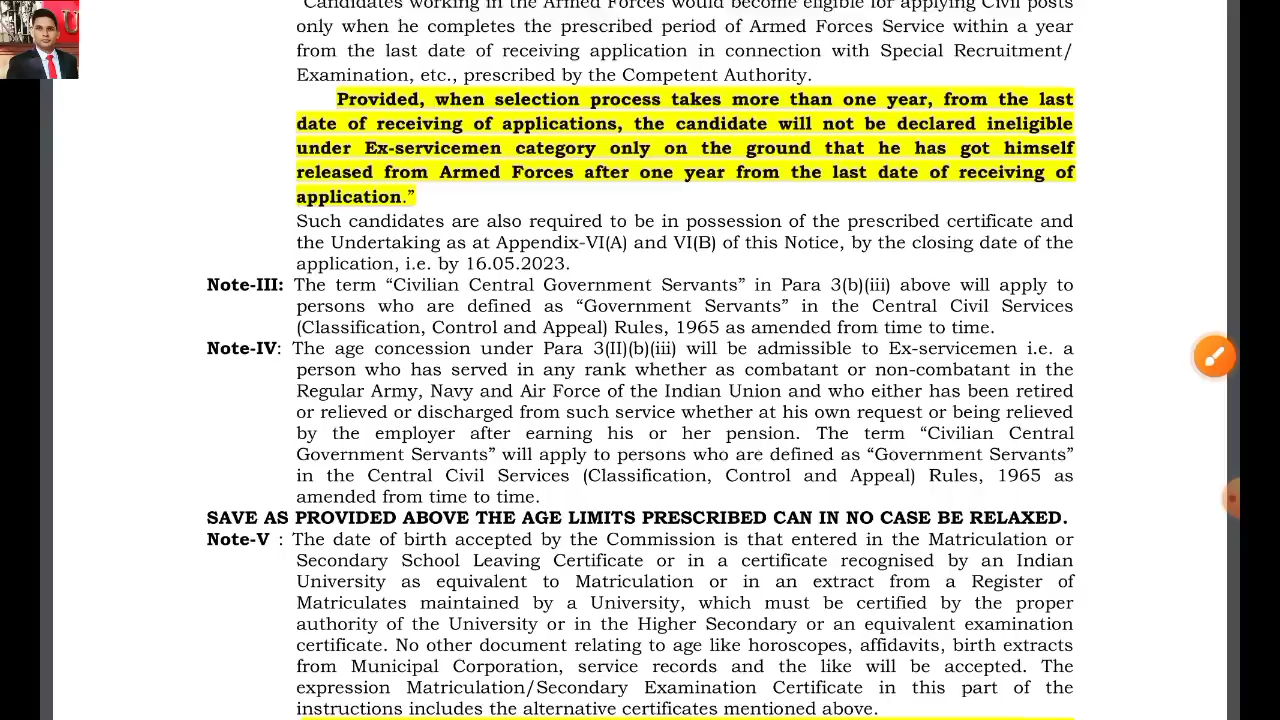 "Candidates working in the Armed Forces would become eligible for applying Civil posts
only when he completes the prescribed period of Armed Forces Service within a year
from the last date of receiving application in connection with Special Recruitment/
Examination, etc., prescribed by the Competent Authority.
Provided, when selection process takes more than one year, from the last
date of receiving of applications, the candidate will not be declared ineligible
under Ex-servicemen category only on the ground that he has got himself
released from Armed Forces after one year from the last date of receiving of
application."
Such candidates are also required to be in possession of the prescribed certificate and
the Undertaking as at Appendix-VI(A) and VI(B) of this Notice, by the closing date of the
application, i.e. by 16.05.2023.
Note-III: The term “Civilian Central Government Servants” in Para 3(b)(iii) above will apply to
persons who are defined as “Government Servants” in the Central Civil Services
(Classification, Control and Appeal) Rules, 1965 as amended from time to time.
Note-IV: The age concession under Para 3(II)(b)(iii) will be admissible to Ex-servicemen i.e. a
person who has served in any rank whether as combatant or non-combatant in the
Regular Army, Navy and Air Force of the Indian Union and who either has been retired
or relieved or discharged from such service whether at his own request or being relieved
by the employer after earning his or her pension. The term “Civilian Central
Government Servants” will apply to persons who are defined as “Government Servants”
in the Central Civil Services (Classification, Control and Appeal) Rules, 1965 as
amended from time to time.
SAVE AS PROVIDED ABOVE THE AGE LIMITS PRESCRIBED CAN IN NO CASE BE RELAXED.
Note-V : The date of birth accepted by the Commission is that entered in the Matriculation or
Secondary School Leaving Certificate or in a certificate recognised by an Indian
University as equivalent to Matriculation or in an extract from a Register of
Matriculates maintained by a University, which must be certified by the proper
authority of the University or in the Higher Secondary or an equivalent examination
certificate. No other document relating to age like horoscopes, affidavits, birth extracts
from Municipal Corporation, service records and the like will be accepted. The
expression Matriculation/Secondary Examination Certificate in this part of the
instructions includes the alternative certificates mentioned above.